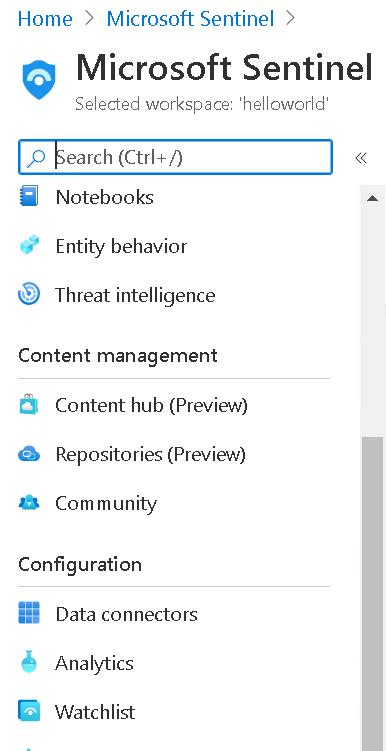 Home > Microsoft Sentinel >
Microsoft Sentinel
Selected workspace: 'helloworld'
Search (Ctrl+/)
«
Notebooks
Entity behavior
Threat intelligence
Content management
Content hub (Preview)
Repositories (Preview)
Community
Configuration
Data connectors
Analytics
Watchlist